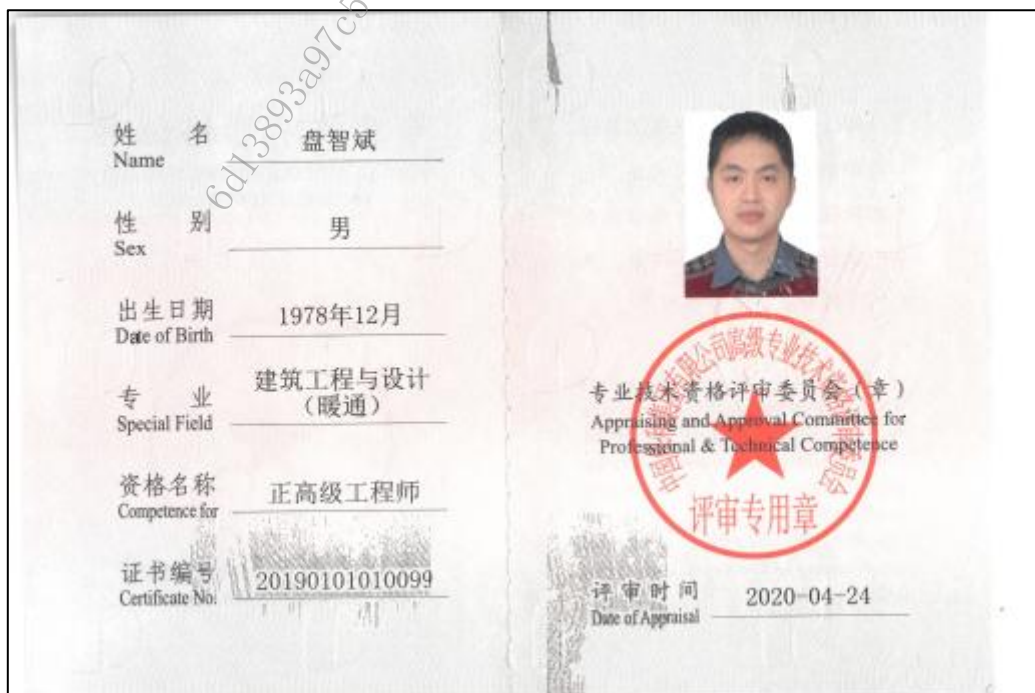 6d13893a97c5
姓 名 盘智斌
Name
性 别 男
Sex
出生日期 1978年12月
Date of Birth
专 业 建筑工程与设计
（暖通）
Special Field
资格名称 正高级工程师
Competence for
证书编号 20190101010099
Certificate No.
专业技术资格评审委员会（章）
Appraising and Approval Committee for
Professional & Technical Competence
评审专用章
评审时间 2020-04-24
Date of Appraisal